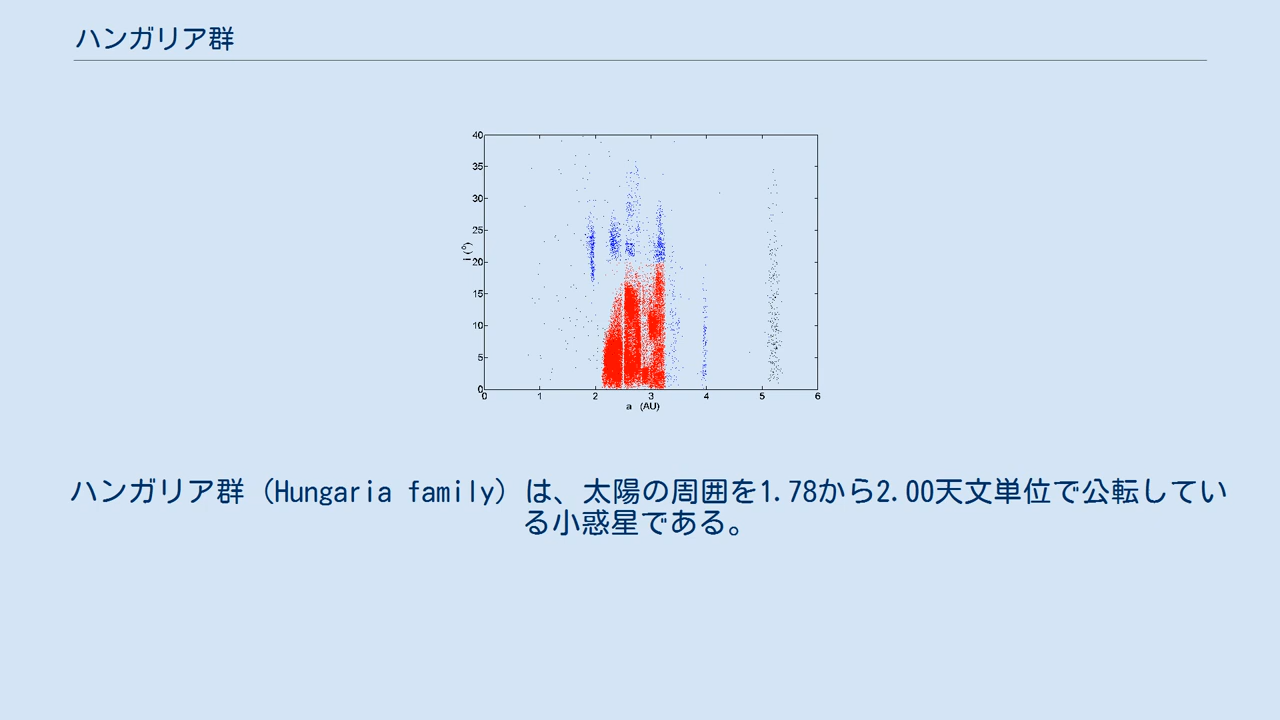 ハンガリア群
40
35
30
25
20
15
10
5
0
i (°)
0 1 2 3 4 5 6
a (AU)
ハンガリア群（Hungaria family）は、太陽の周囲を1.78から2.00天文単位で公転してい
る小惑星である。